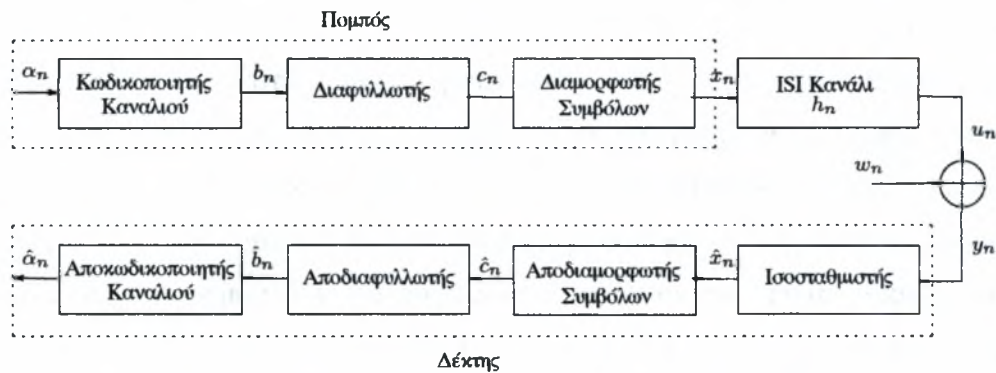 Πομπός
α_n
Κωδικοποιητής
Καναλιού
b_n
Διαφυλλωτής
c_n
Διαμορφωτής
Συμβόλων
x_n
ISI Κανάλι
h_n
u_n
w_n
y_n
α̂_n
Αποκωδικοποιητής
Καναλιού
b̂_n
Αποδιαφυλλωτής
ĉ_n
Αποδιαμορφωτής
Συμβόλων
x̂_n
Ισοσταθμιστής
Δέκτης